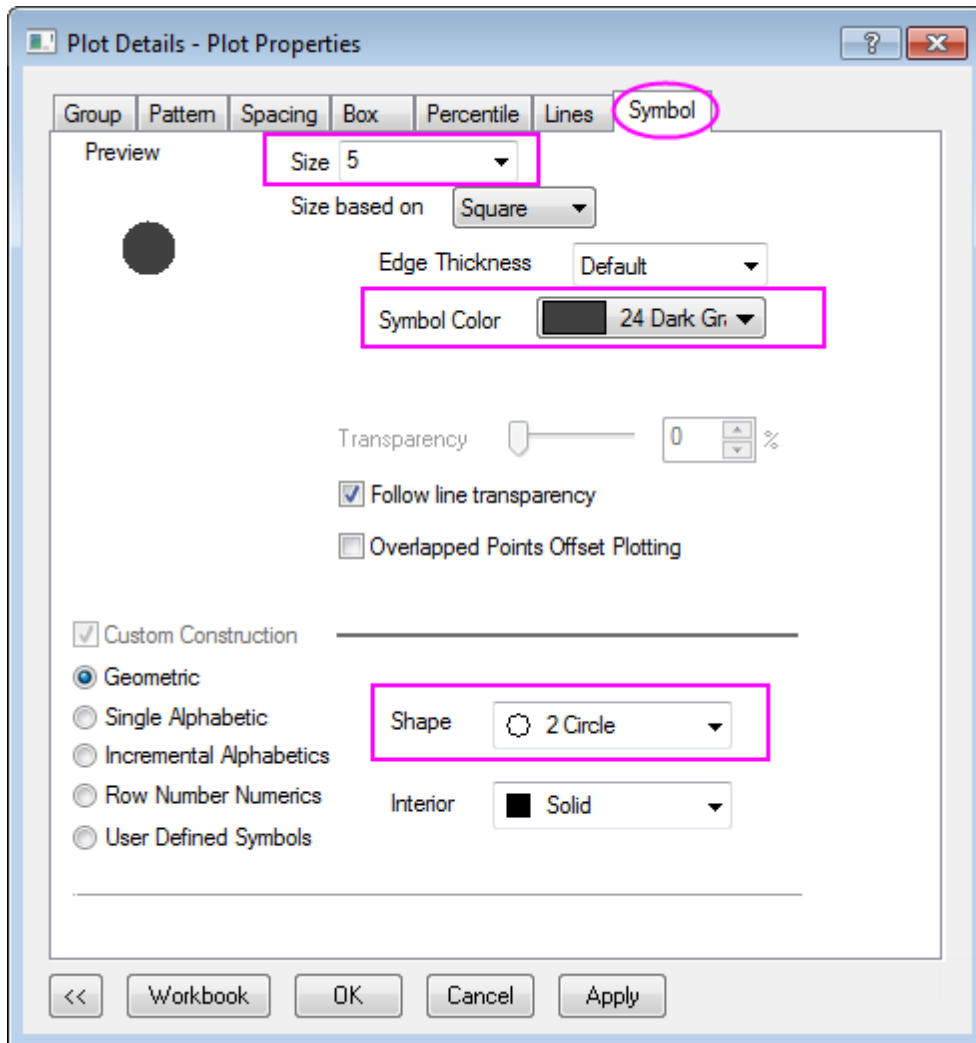 Plot Details - Plot Properties
?
Group Pattern Spacing Box Percentile Lines Symbol
Preview
Size 5
Size based on Square
Edge Thickness Default
Symbol Color 24 Dark Gr
Transparency 0 %
Follow line transparency
Overlapped Points Offset Plotting
Custom Construction
Geometric
Single Alphabetic
Shape 2 Circle
Incremental Alphabetics
Row Number Numerics
Interior Solid
User Defined Symbols
<< Workbook OK Cancel Apply